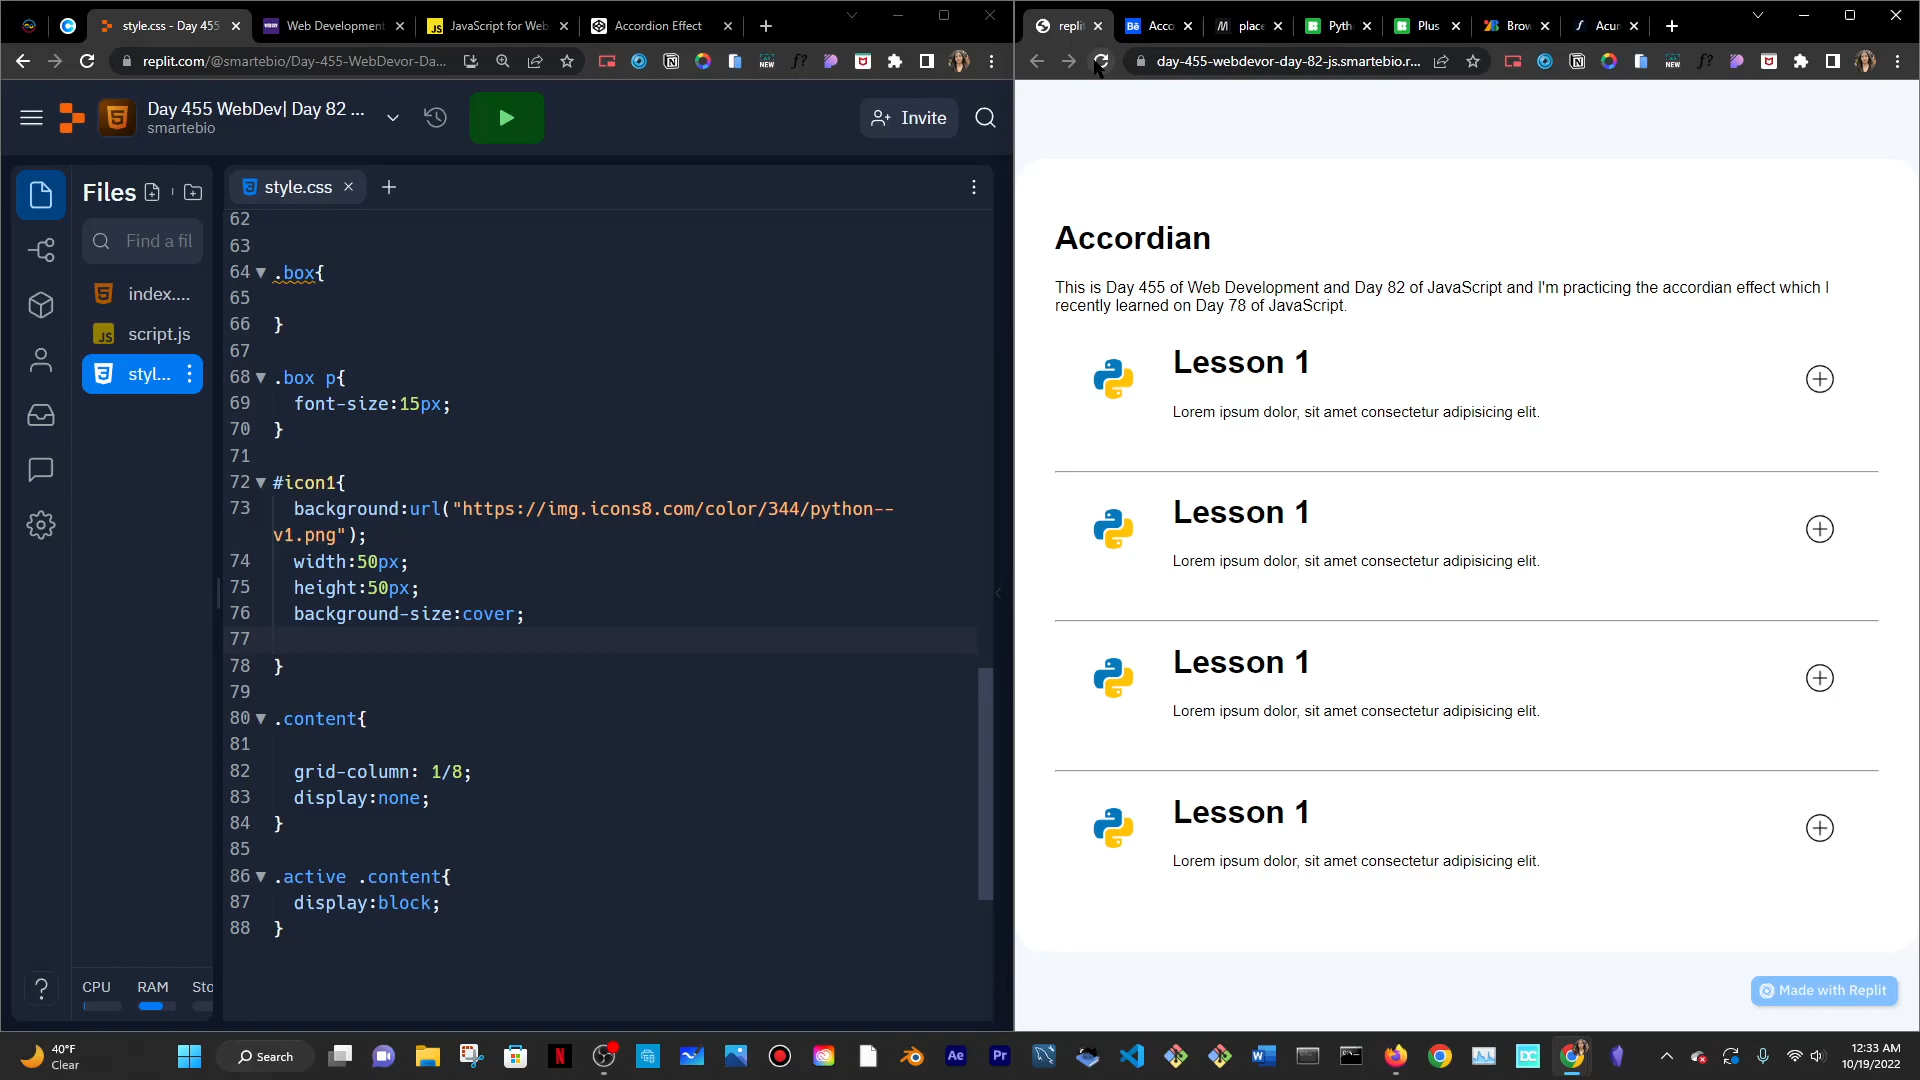 style.css - Day 455
Web Development
JavaScript for Web
Accordion Effect
replit.com/@smartebio/Day-455-WebDevor-Da...
Day 455 WebDev| Day 82 ...
smartebio
Invite
Files
Find a fil
index....
script.js
styl...
CPU
RAM
Sto
style.css
62
63
64 .box{
65
66 }
67
68 .box p{
69 font-size:15px;
70 }
71
72 #icon1{
73 background:url("https://img.icons8.com/color/344/python--
v1.png");
74 width:50px;
75 height:50px;
76 background-size:cover;
77
78 }
79
80 .content{
81
82 grid-column: 1/8;
83 display:none;
84 }
85
86 .active .content{
87 display:block;
88 }
replit
Acco
place
Pyth
Plus
Brow
Acun
day-455-webdevor-day-82-js.smartebio.r...
Accordian
This is Day 455 of Web Development and Day 82 of JavaScript and I'm practicing the accordian effect which I
recently learned on Day 78 of JavaScript.
Lesson 1
Lorem ipsum dolor, sit amet consectetur adipisicing elit.
Lesson 1
Lorem ipsum dolor, sit amet consectetur adipisicing elit.
Lesson 1
Lorem ipsum dolor, sit amet consectetur adipisicing elit.
Lesson 1
Lorem ipsum dolor, sit amet consectetur adipisicing elit.
Made with Replit
40°F
Clear
Search
12:33 AM
10/19/2022